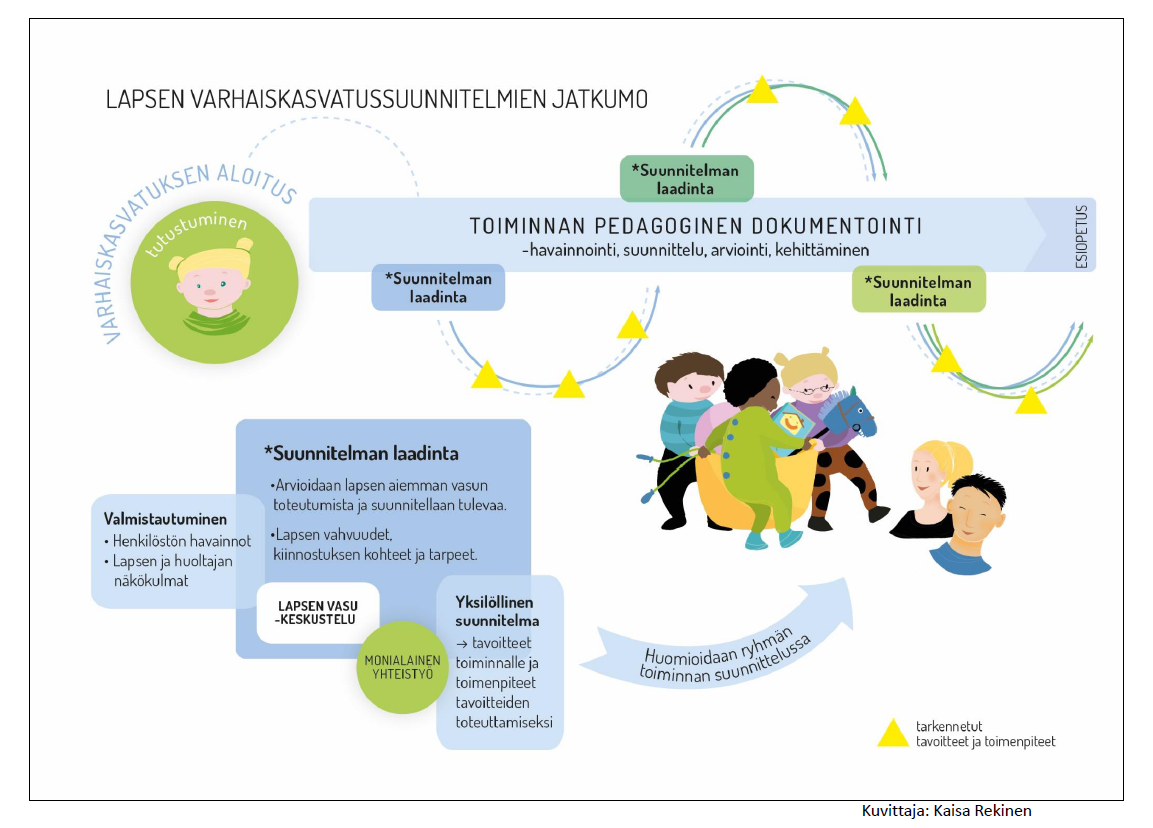 LAPSEN VARHAISKASVATUSSUUNNITELMIEN JATKUMO
VARHAISKASVATUKSEN ALOITUS
tutustuminen
*Suunnitelman
laadinta
TOIMINNAN PEDAGOGINEN DOKUMENTOINTI
-havainnointi, suunnittelu, arviointi, kehittäminen
ESIOPETUS
*Suunnitelman
laadinta
*Suunnitelman
laadinta
*Suunnitelman laadinta
•Arvioidaan lapsen aiemman vasun
toteutumista ja suunnitellaan tulevaa.
•Lapsen vahvuudet,
kiinnostuksen kohteet ja tarpeet.
Valmistautuminen
• Henkilöstön havainnot
• Lapsen ja huoltajan
näkökulmat
LAPSEN VASU
-KESKUSTELU
MONIALAINEN
YHTEISTYÖ
Yksilöllinen
suunnitelma
→ tavoitteet
toiminnalle ja
toimenpiteet
tavoitteiden
toteuttamiseksi
Huomioidaan ryhmän
toiminnan suunnittelussa
tarkennetut
tavoitteet ja toimenpiteet
Kuvittaja: Kaisa Rekinen